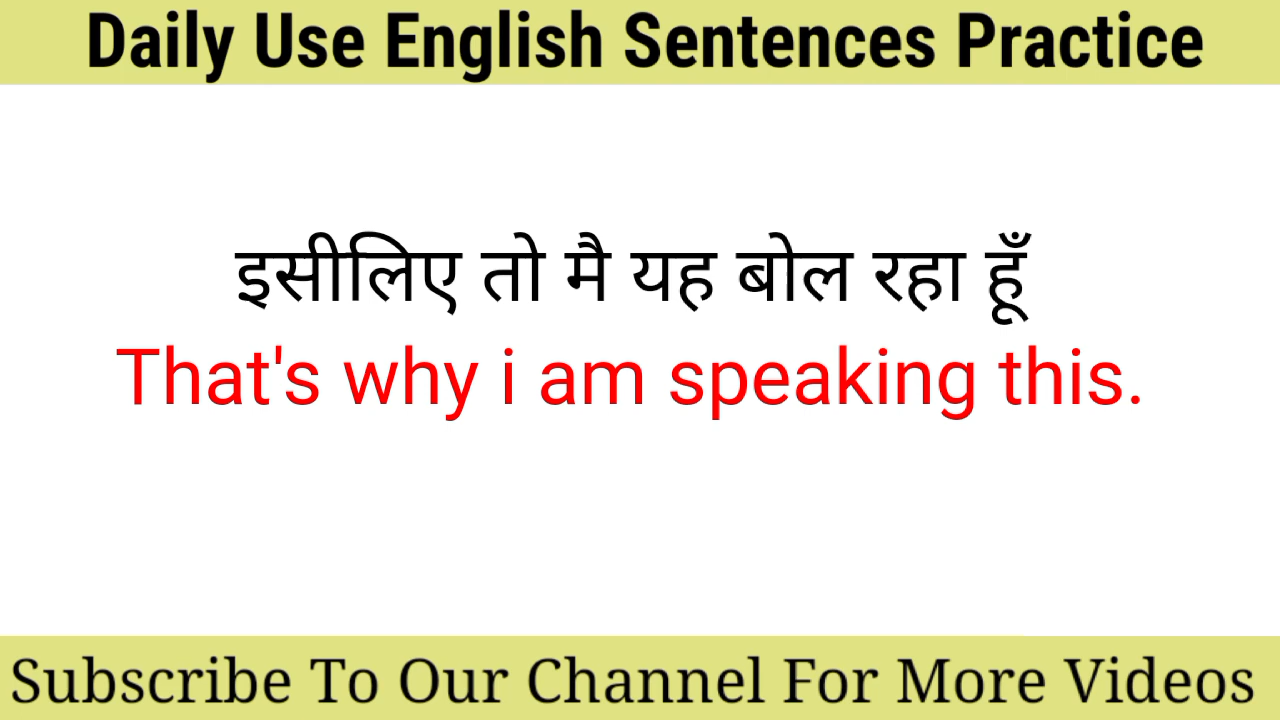 Daily Use English Sentences Practice
इसीलिए तो मै यह बोल रहा हूँ
That's why i am speaking this.
Subscribe To Our Channel For More Videos